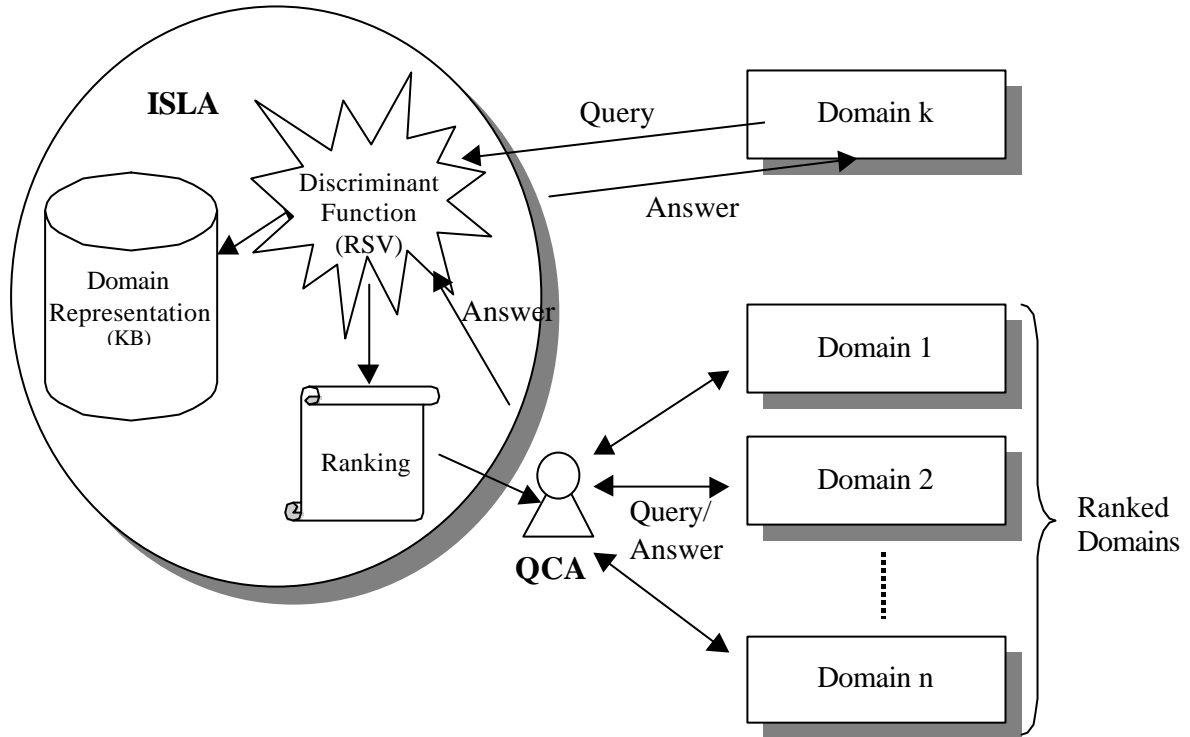 ISLA
Discriminant
Function
(RSV)
Domain
Representation
(KB)
Ranking
Answer
Query
Answer
Domain k
QCA
Query/
Answer
Domain 1
Domain 2
Domain n
Ranked
Domains